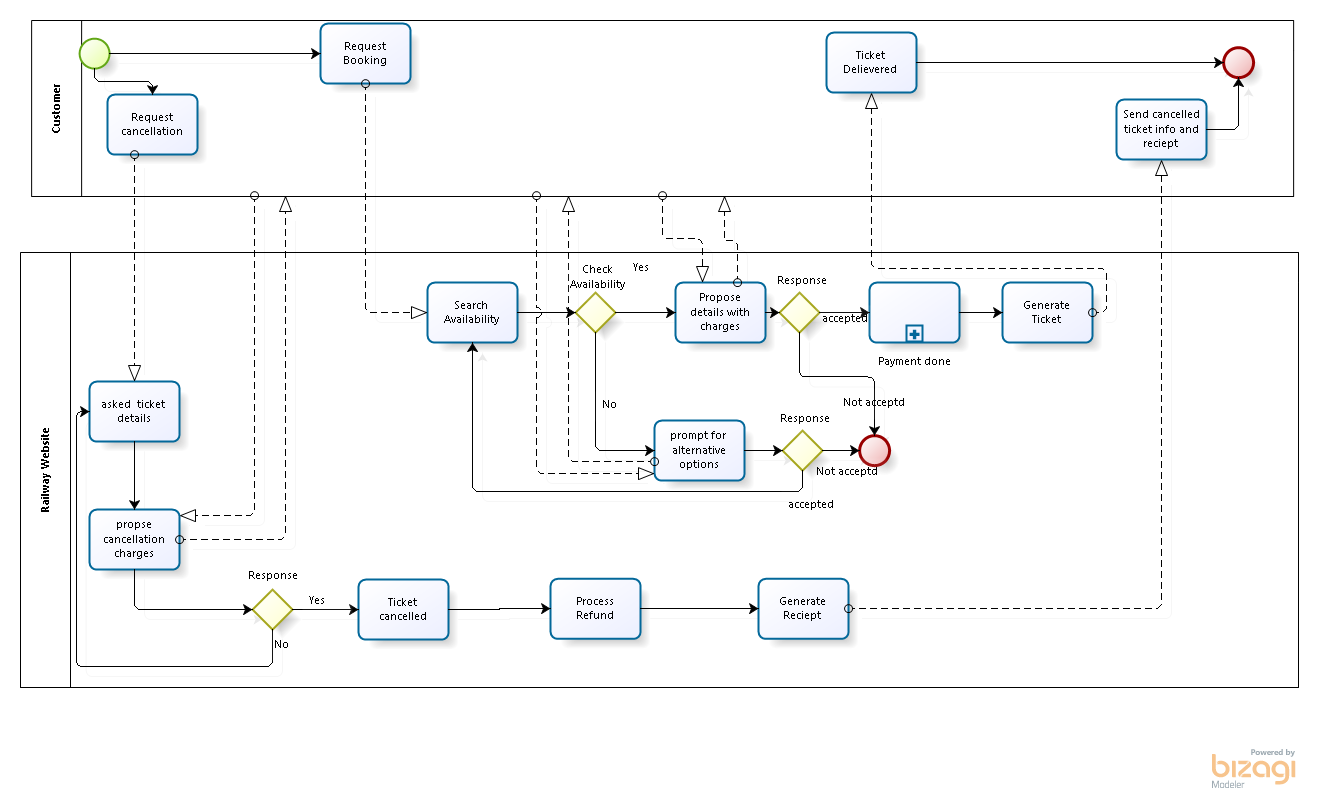 Customer
Request
Booking
Ticket
Delievered
Request
cancellation
Send cancelled
ticket info and
reciept
Railway Website
Check
Availability
Yes
Response
Search
Availability
Propose
details with
charges
accepted
Generate
Ticket
Payment done
asked  ticket
details
No
Not acceptd
Response
prompt for
alternative
options
Not acceptd
accepted
propse
cancellation
charges
Response
Yes
Ticket
cancelled
Process
Refund
Generate
Reciept
No
Powered by
bizagi
Modeler